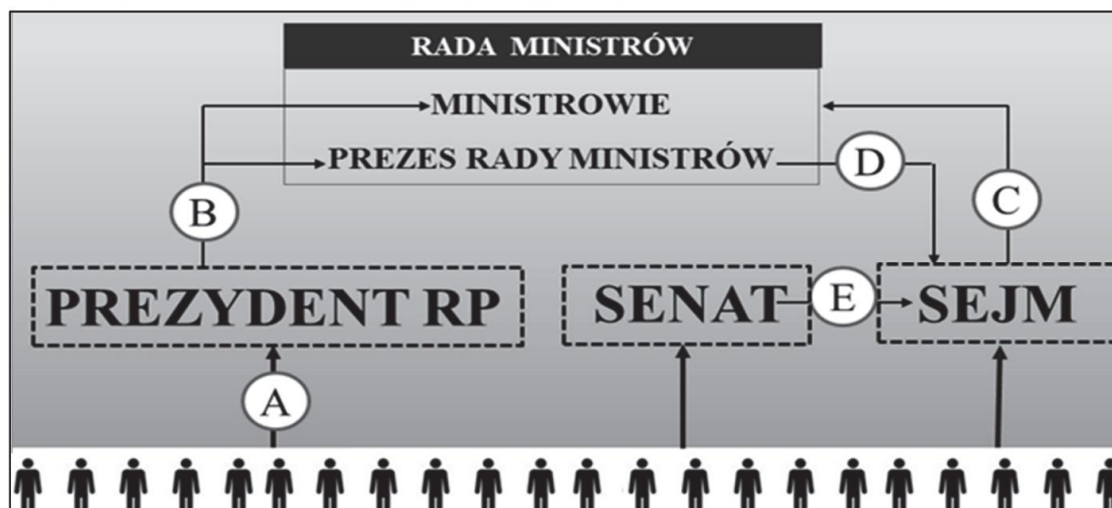 RADA MINISTRÓW
MINISTROWIE
PREZES RADY MINISTRÓW
D
B
C
PREZYDENT RP
SENAT
E
SEJM
A